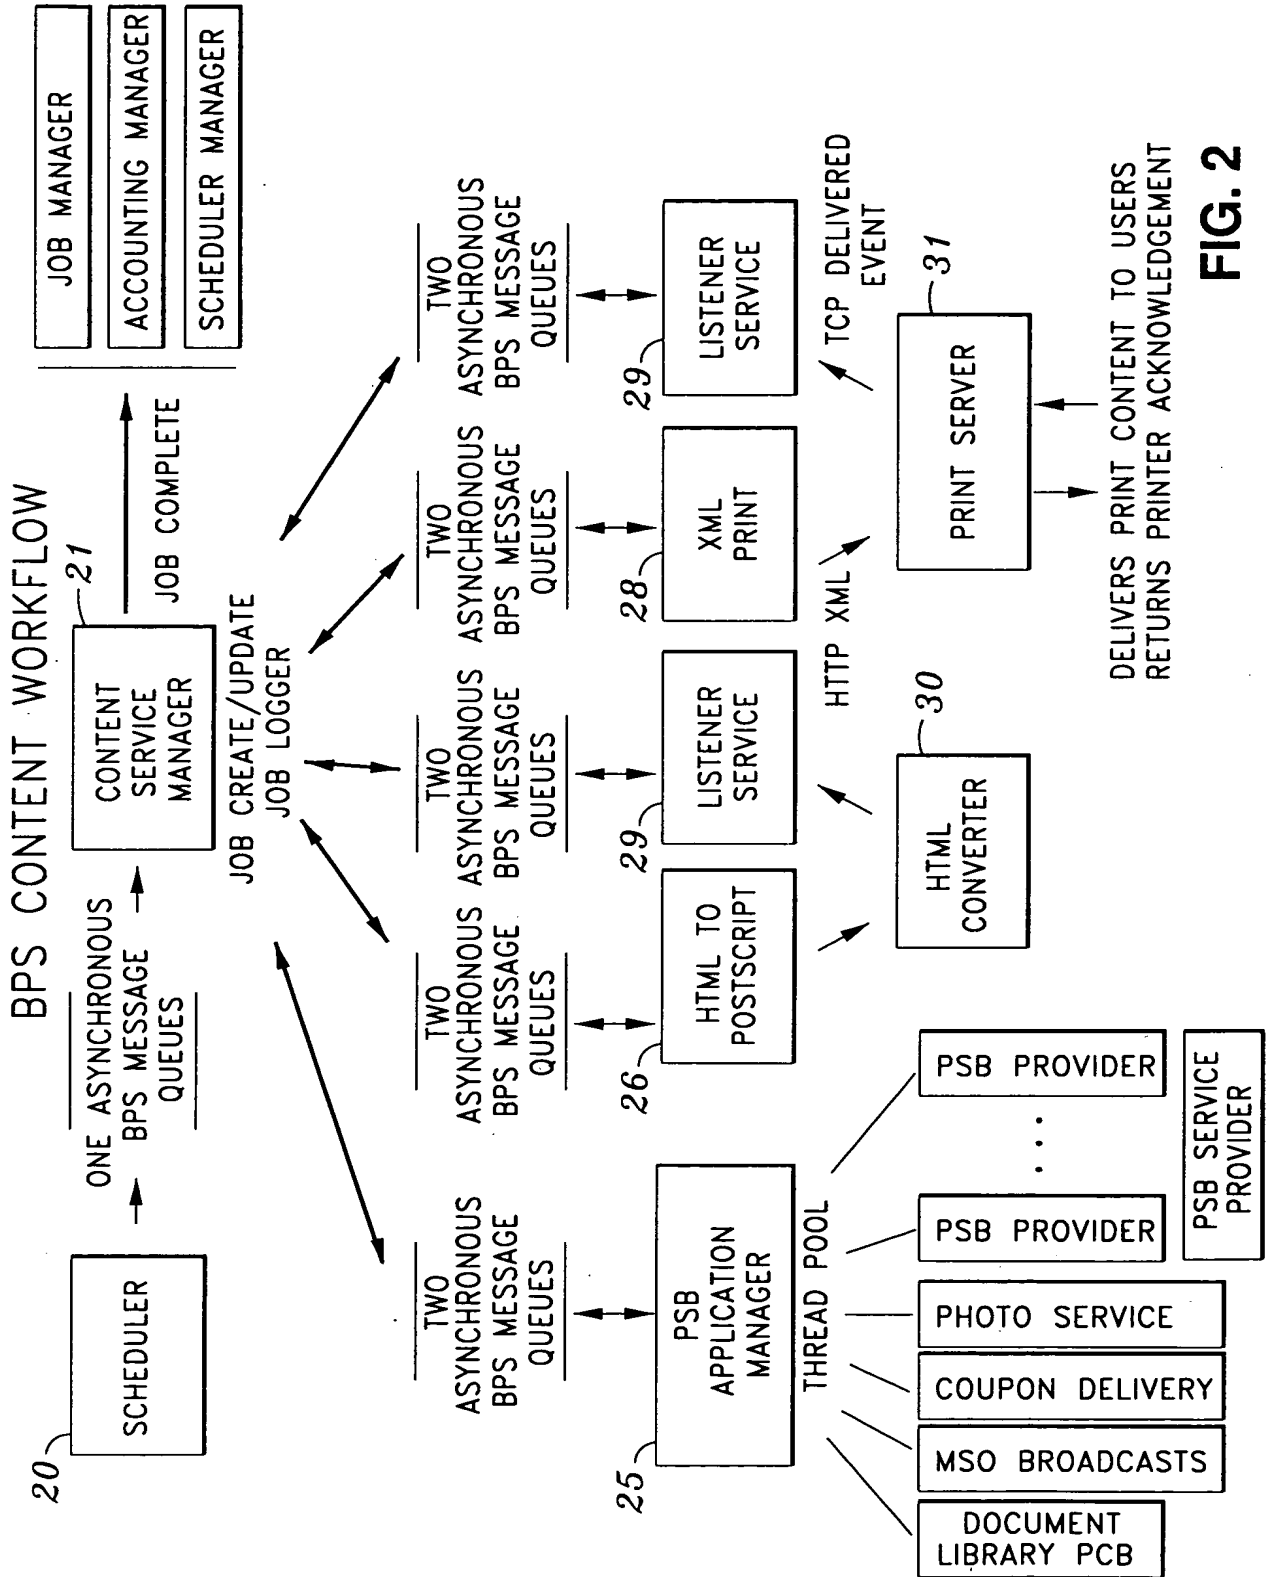 BPS CONTENT WORKFLOW
20
SCHEDULER
ONE ASYNCHRONOUS
BPS MESSAGE
QUEUES
21
CONTENT
SERVICE
MANAGER
JOB COMPLETE
JOB MANAGER
ACCOUNTING MANAGER
SCHEDULER MANAGER
JOB CREATE/UPDATE
JOB LOGGER
TWO
ASYNCHRONOUS
BPS MESSAGE
QUEUES
TWO
ASYNCHRONOUS
BPS MESSAGE
QUEUES
TWO
ASYNCHRONOUS
BPS MESSAGE
QUEUES
TWO
ASYNCHRONOUS
BPS MESSAGE
QUEUES
TWO
ASYNCHRONOUS
BPS MESSAGE
QUEUES
25
PSB
APPLICATION
MANAGER
26
HTML TO
POSTSCRIPT
29
LISTENER
SERVICE
28
XML
PRINT
29
LISTENER
SERVICE
THREAD POOL
HTTP XML
TCP DELIVERED
EVENT
DOCUMENT
LIBRARY PCB
MSO BROADCASTS
COUPON DELIVERY
PHOTO SERVICE
PSB PROVIDER
. . .
PSB PROVIDER
PSB SERVICE
PROVIDER
30
HTML
CONVERTER
31
PRINT SERVER
DELIVERS PRINT CONTENT TO USERS
RETURNS PRINTER ACKNOWLEDGEMENT
FIG. 2